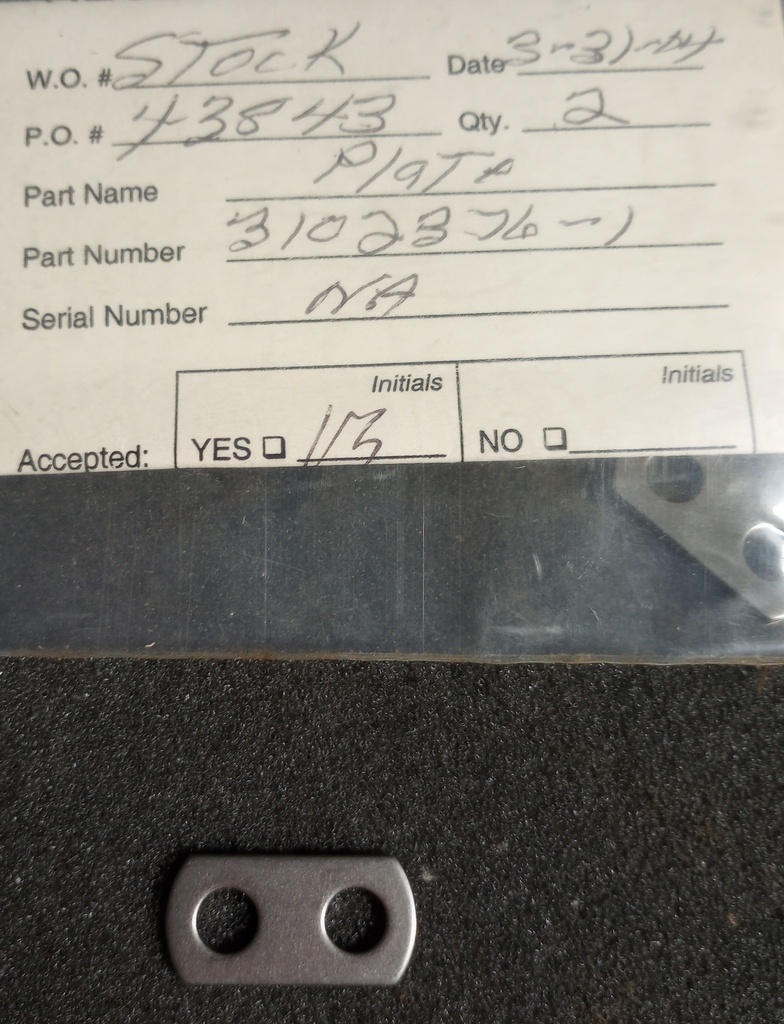 W.O. # STOCK Date 3-31-14
P.O. # 43843 Qty. 2
Part Name Plate
Part Number 3102376-1
Serial Number NA
Initials Initials
Accepted: YES ☐ NO ☐